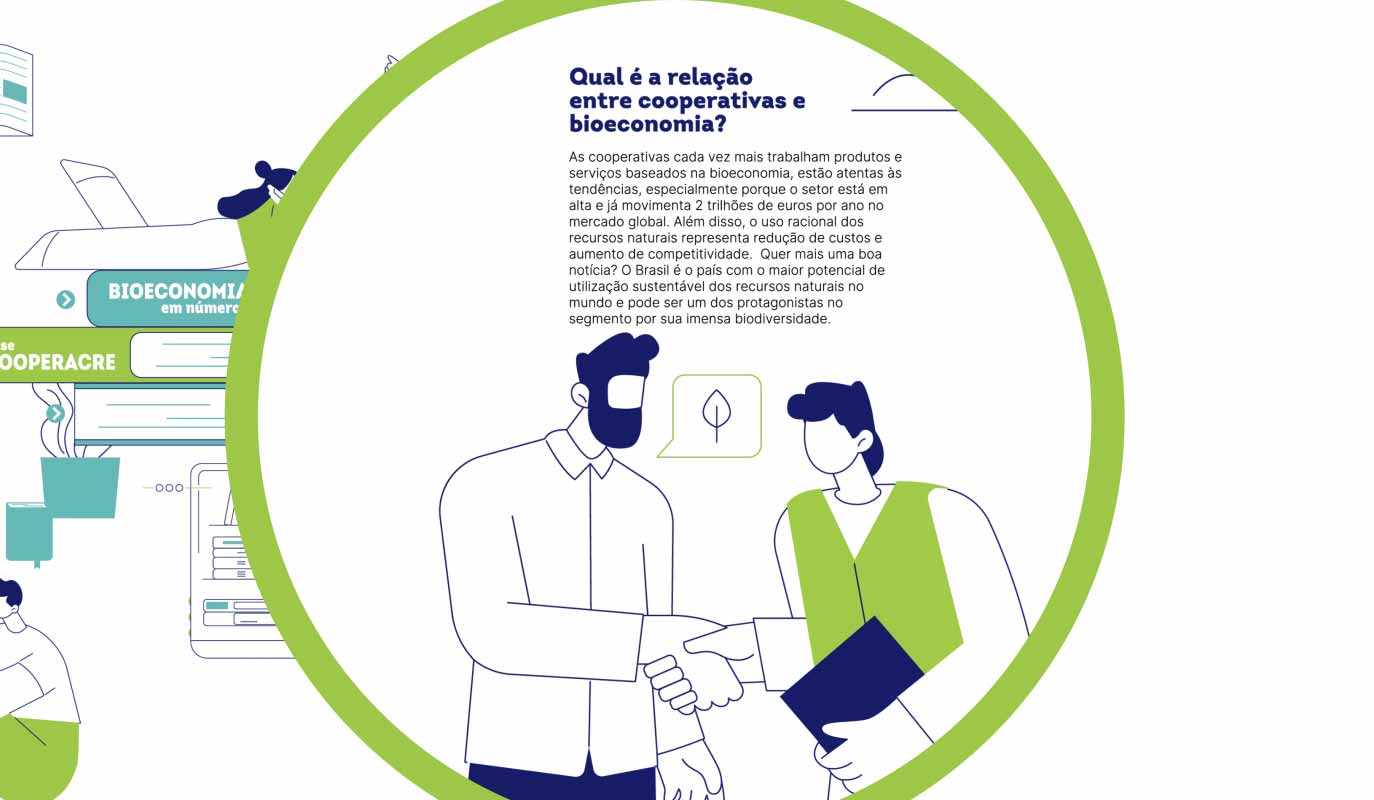 Qual é a relação
entre cooperativas e
bioeconomia?
As cooperativas cada vez mais trabalham produtos e
serviços baseados na bioeconomia, estão atentas às
tendências, especialmente porque o setor está em
alta e já movimenta 2 trilhões de euros por ano no
mercado global. Além disso, o uso racional dos
recursos naturais representa redução de custos e
aumento de competitividade.  Quer mais uma boa
notícia? O Brasil é o país com o maior potencial de
utilização sustentável dos recursos naturais no
mundo e pode ser um dos protagonistas no
segmento por sua imensa biodiversidade.
BIOECONOMIA
em número
se
OOPERACRE